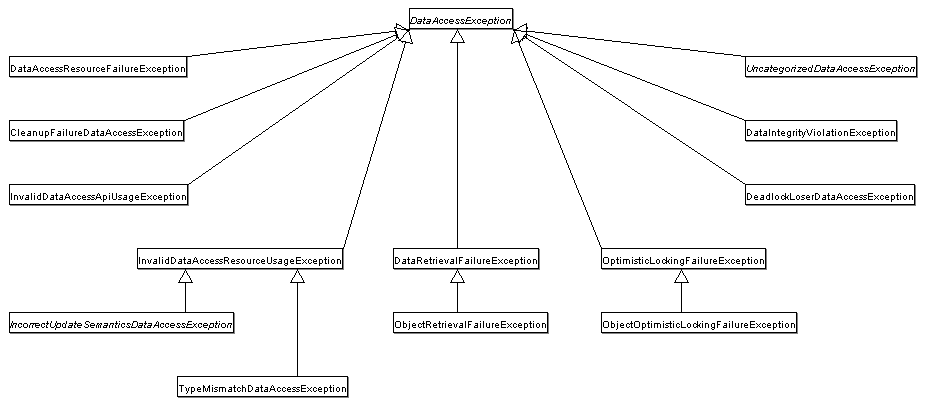 DataAccessException
DataAccessResourceFailureException
UncategorizedDataAccessException
CleanupFailureDataAccessException
DataIntegrityViolationException
InvalidDataAccessApiUsageException
DeadlockLoserDataAccessException
InvalidDataAccessResourceUsageException
DataRetrievalFailureException
OptimisticLockingFailureException
IncorrectUpdateSemanticsDataAccessException
ObjectRetrievalFailureException
ObjectOptimisticLockingFailureException
TypeMismatchDataAccessException